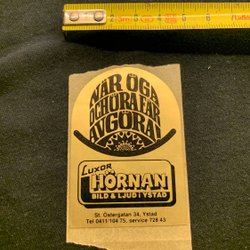 NÄR ÖGA
OCH ÖRA FÅR
AVGÖRA!
LUXOR
HÖRNAN
BILD & LJUD I YSTAD
St. Östergatan 34, Ystad
Tel 0411/104 75, service 728 43